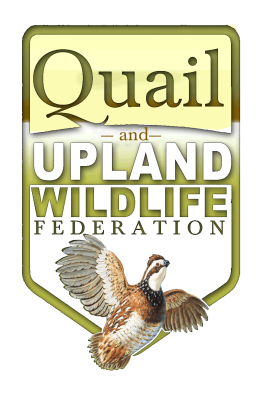 Quail
– and –
UPLAND
WILDLIFE
FEDERATION